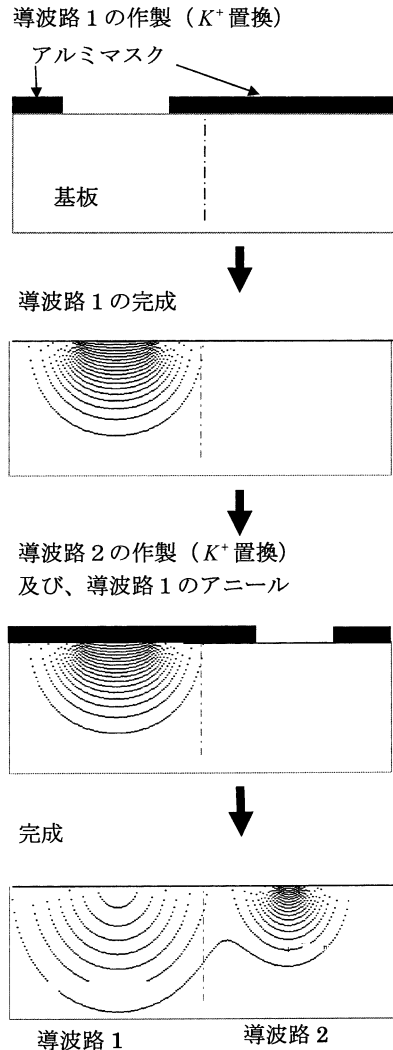 導波路1の作製（K⁺置換）
アルミマスク
基板
導波路1の完成
導波路2の作製（K⁺置換）
及び、導波路1のアニール
完成
導波路1
導波路2